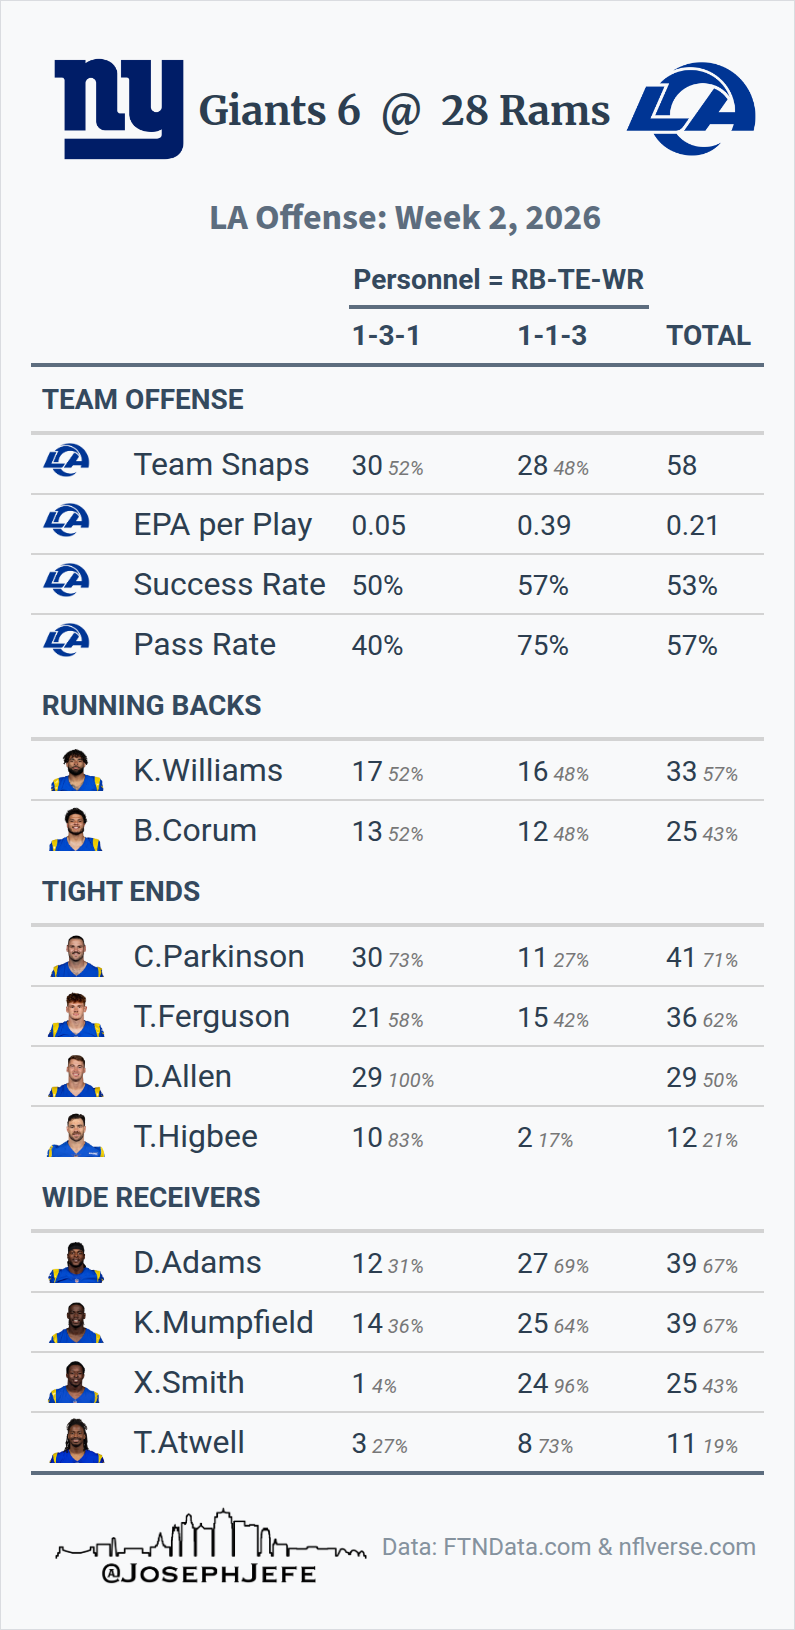 ny Giants 6 @ 28 Rams LA
LA Offense: Week 2, 2026
Personnel = RB-TE-WR
1-3-1 1-1-3 TOTAL
TEAM OFFENSE
LA Team Snaps 30 52% 28 48% 58
LA EPA per Play 0.05 0.39 0.21
LA Success Rate 50% 57% 53%
LA Pass Rate 40% 75% 57%
RUNNING BACKS
K.Williams 17 52% 16 48% 33 57%
B.Corum 13 52% 12 48% 25 43%
TIGHT ENDS
C.Parkinson 30 73% 11 27% 41 71%
T.Ferguson 21 58% 15 42% 36 62%
D.Allen 29 100% 29 50%
T.Higbee 10 83% 2 17% 12 21%
WIDE RECEIVERS
D.Adams 12 31% 27 69% 39 67%
K.Mumpfield 14 36% 25 64% 39 67%
X.Smith 1 4% 24 96% 25 43%
T.Atwell 3 27% 8 73% 11 19%
Data: FTNData.com & nflverse.com
@JosephJefe